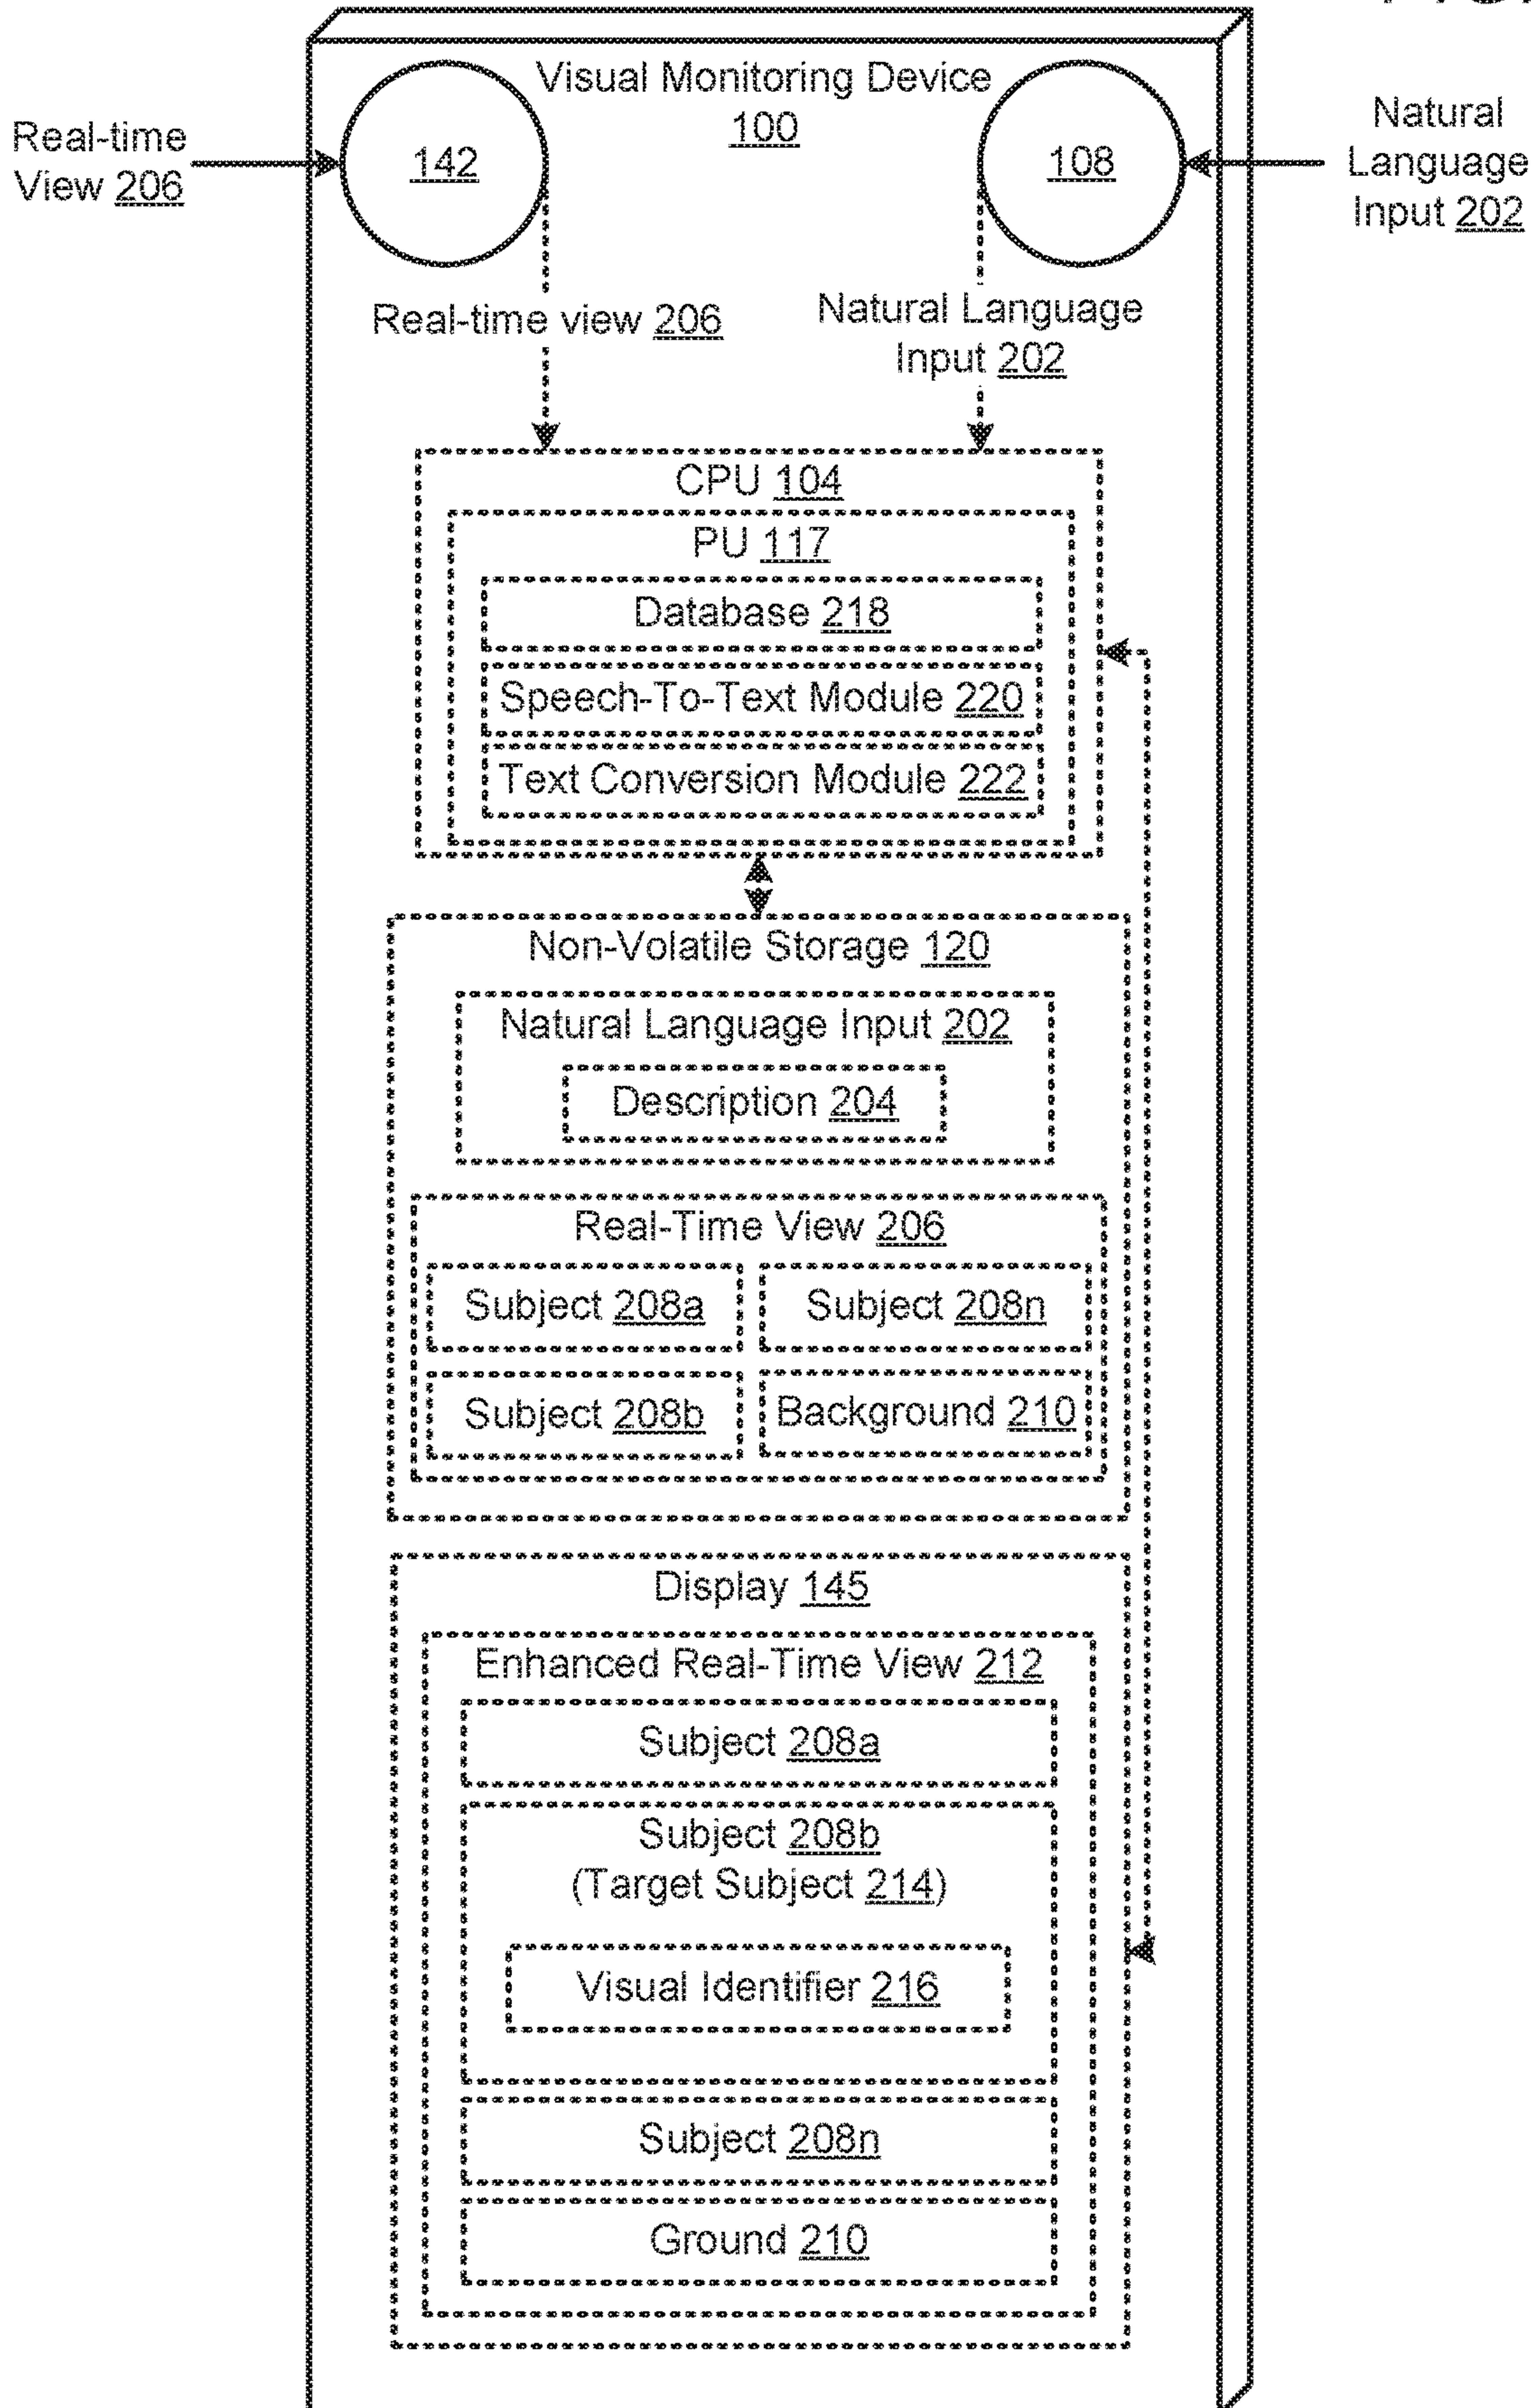 Visual Monitoring Device
100
Real-time
View 206
142
108
Natural
Language
Input 202
Real-time view 206
Natural Language
Input 202
CPU 104
PU 117
Database 218
Speech-To-Text Module 220
Text Conversion Module 222
Non-Volatile Storage 120
Natural Language Input 202
Description 204
Real-Time View 206
Subject 208a
Subject 208n
Subject 208b
Background 210
Display 145
Enhanced Real-Time View 212
Subject 208a
Subject 208b
(Target Subject 214)
Visual Identifier 216
Subject 208n
Ground 210